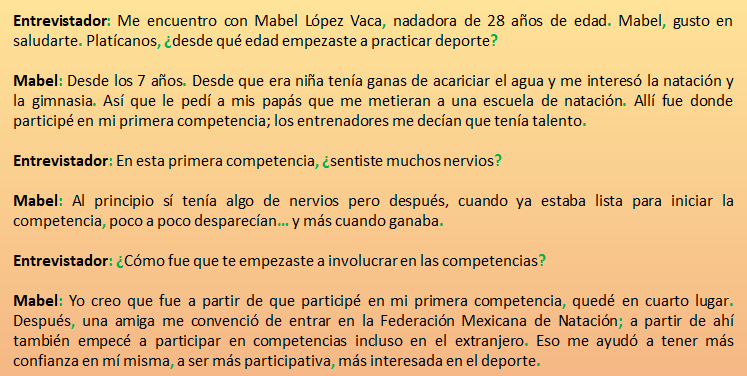 Entrevistador: Me encuentro con Mabel López Vaca, nadadora de 28 años de edad. Mabel, gusto en
saludarte. Platícanos, ¿desde qué edad empezaste a practicar deporte?
Mabel: Desde los 7 años. Desde que era niña tenía ganas de acariciar el agua y me interesó la natación y
la gimnasia. Así que le pedí a mis papás que me metieran a una escuela de natación. Allí fue donde
participé en mi primera competencia; los entrenadores me decían que tenía talento.
Entrevistador: En esta primera competencia, ¿sentiste muchos nervios?
Mabel: Al principio sí tenía algo de nervios pero después, cuando ya estaba lista para iniciar la
competencia, poco a poco desparecían... y más cuando ganaba.
Entrevistador: ¿Cómo fue que te empezaste a involucrar en las competencias?
Mabel: Yo creo que fue a partir de que participé en mi primera competencia, quedé en cuarto lugar.
Después, una amiga me convenció de entrar en la Federación Mexicana de Natación; a partir de ahí
también empecé a participar en competencias incluso en el extranjero. Eso me ayudó a tener más
confianza en mí misma, a ser más participativa, más interesada en el deporte.